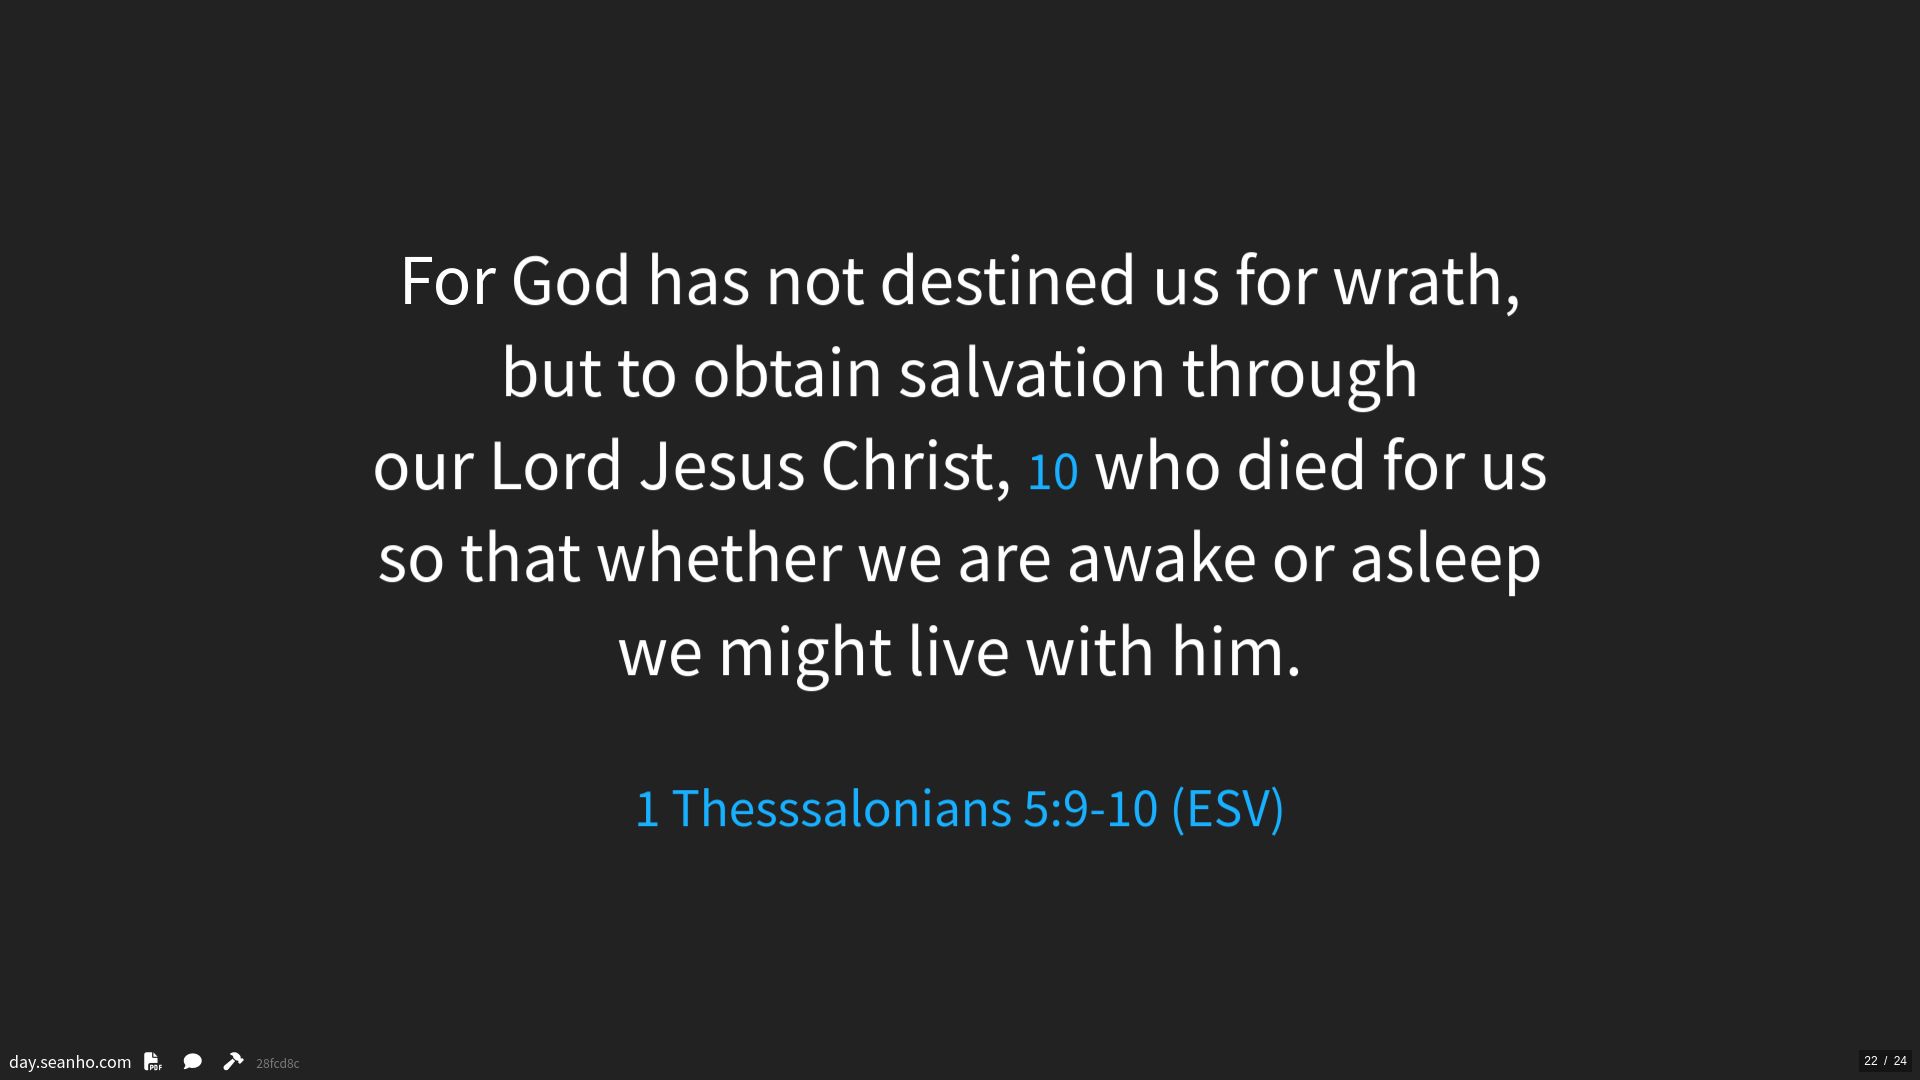 For God has not destined us for wrath,
but to obtain salvation through
our Lord Jesus Christ, 10 who died for us
so that whether we are awake or asleep
we might live with him.
1 Thesssalonians 5:9-10 (ESV)
day.seanho.com PDF 28fcd8c
22 / 24